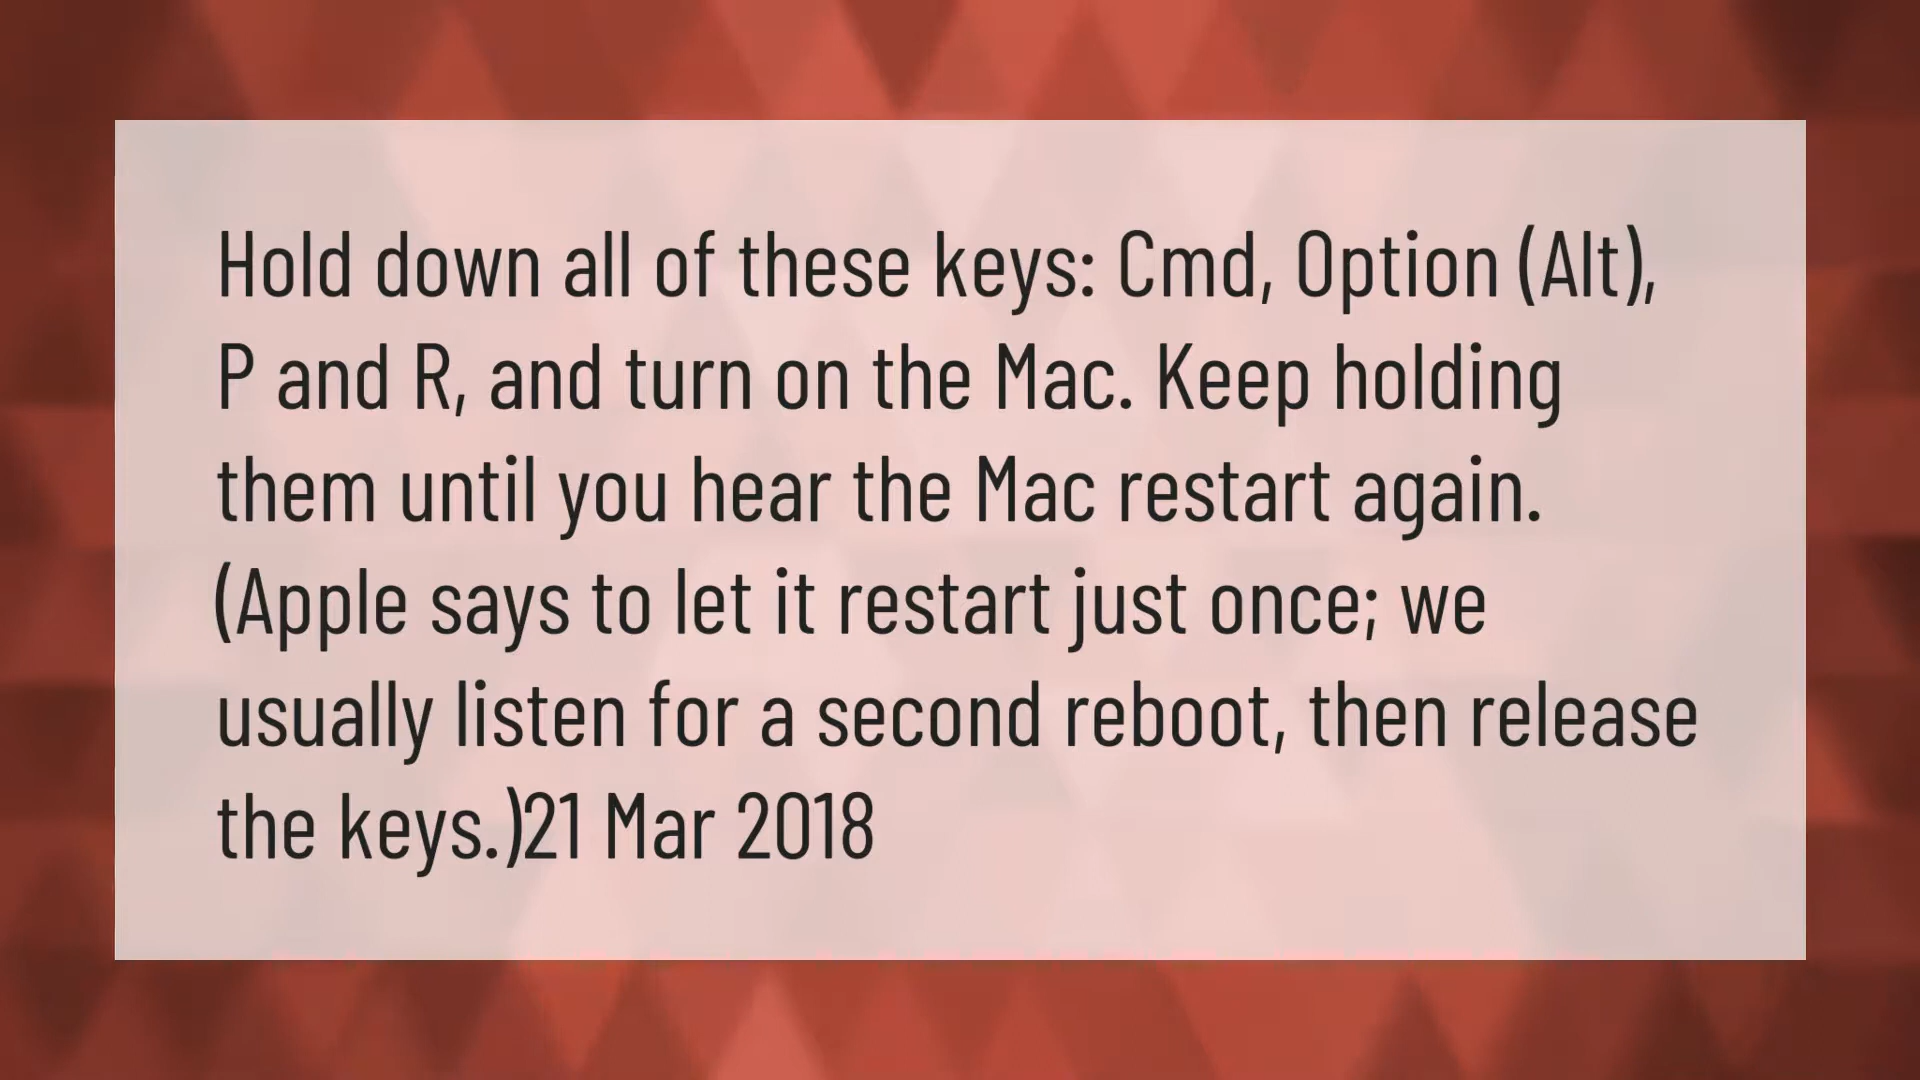 Hold down all of these keys: Cmd, Option (Alt),
P and R, and turn on the Mac. Keep holding
them until you hear the Mac restart again.
(Apple says to let it restart just once; we
usually listen for a second reboot, then release
the keys.)21 Mar 2018